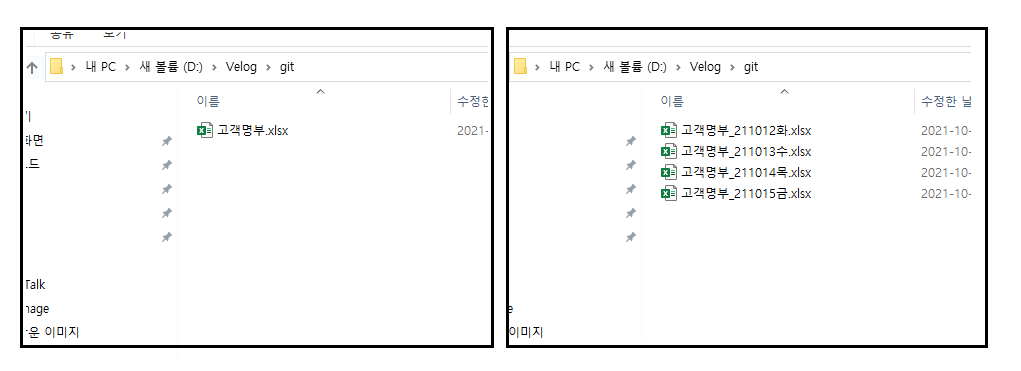 공유 보기
내 PC > 새 볼륨 (D:) > Velog > git
이름 수정한
고객명부.xlsx 2021-
화면
드
Talk
mage
운 이미지
내 PC > 새 볼륨 (D:) > Velog > git
이름 수정한 날
고객명부_211012화.xlsx 2021-10-
고객명부_211013수.xlsx 2021-10-
고객명부_211014목.xlsx 2021-10-
고객명부_211015금.xlsx 2021-10-
e
이미지